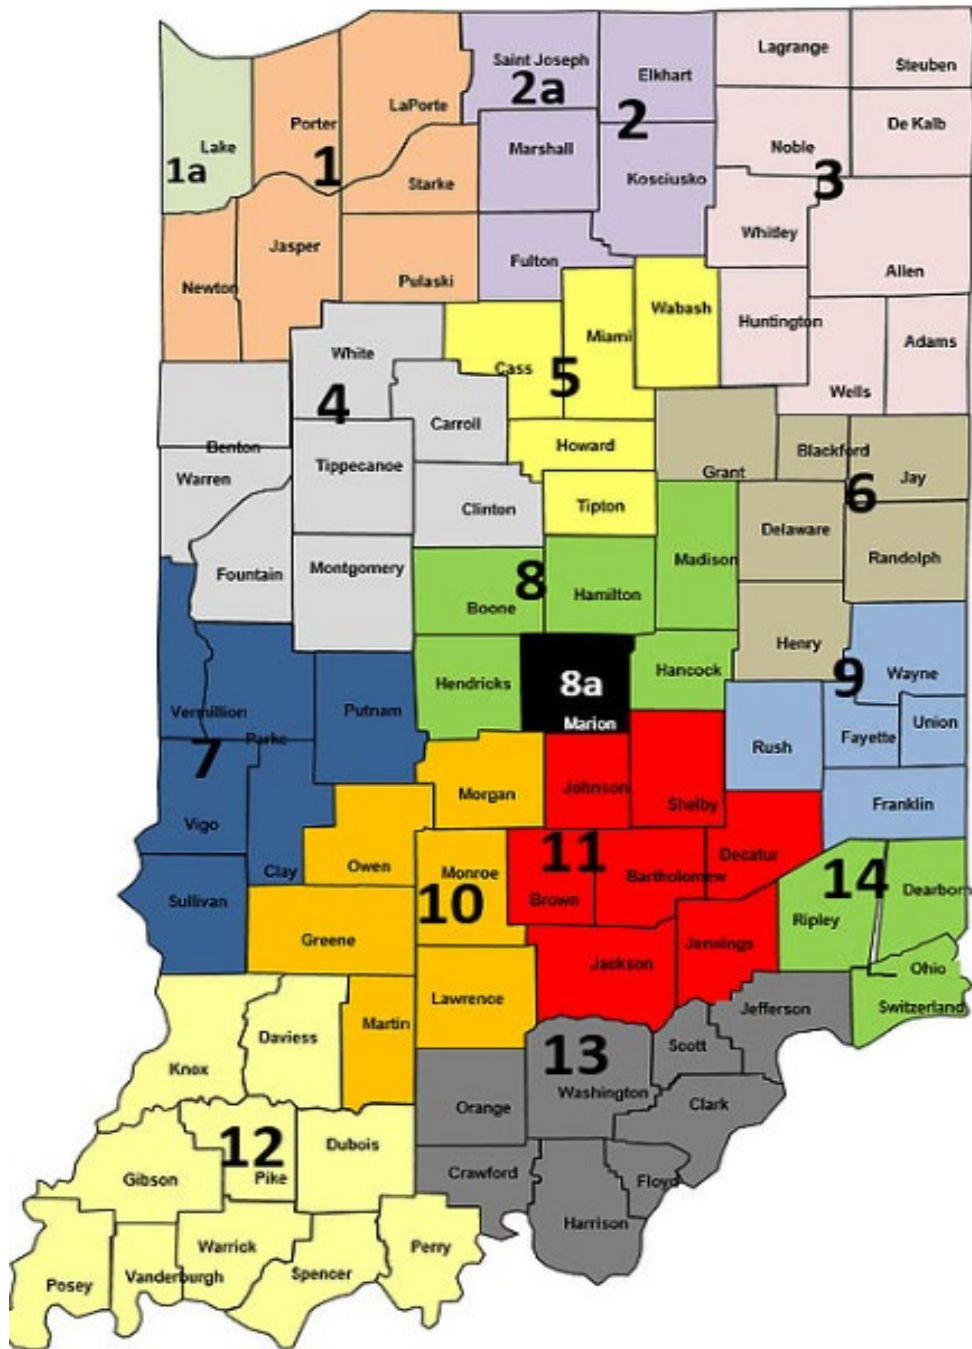 Lagrange
Steuben
Saint Joseph
Elkhart
2a
LaPorte
2
Porter
De Kalb
Lake
Marshall
Noble
1a
1
Starke
Kosciusko
3
Jasper
Whitley
Fulton
Allen
Newton
Pulaski
Wabash
Huntington
Miami
Adams
White
Cass
5
Wells
4
Carroll
Benton
Howard
Blackford
Tippecanoe
Grant
Jay
Warren
6
Clinton
Tipton
Delaware
Madison
Randolph
Fountain
Montgomery
8
Boone
Hamilton
Henry
Hendricks
Hancock
Wayne
8a
9
Marion
Vermillion
Putnam
Parke
Rush
Fayette
Union
7
Morgan
Johnson
Shelby
Franklin
Vigo
Owen
Monroe
11
Decatur
Clay
Bartholomew
14
Dearborn
Sullivan
10
Brown
Ripley
Greene
Jackson
Jennings
Ohio
Lawrence
Switzerland
Martin
Jefferson
Daviess
13
Scott
Knox
Washington
Orange
Clark
12
Dubois
Gibson
Pike
Crawford
Floyd
Harrison
Warrick
Perry
Posey
Vanderburgh
Spencer